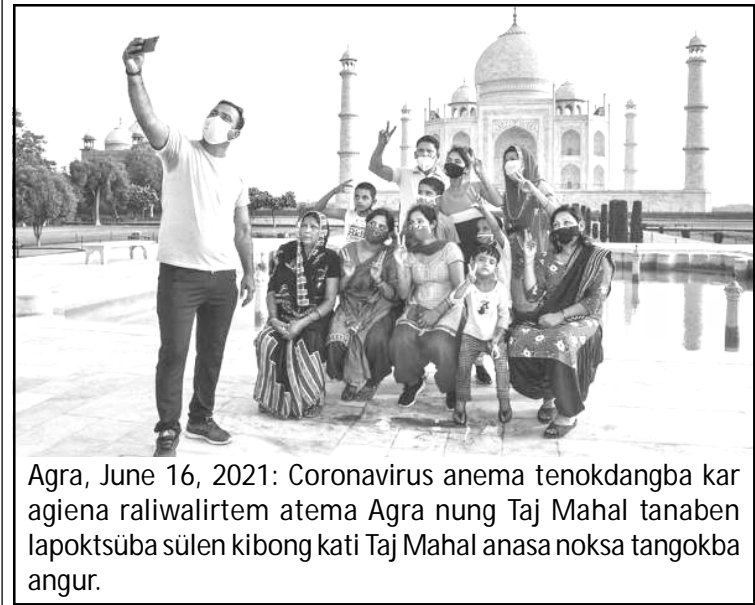 Agra, June 16, 2021: Coronavirus anema tenokdangba kar
agiena raliwalirtem atema Agra nung Taj Mahal tanaben
lapoktsüba sülen kibong kati Taj Mahal anasa noksa tangokba
angur.